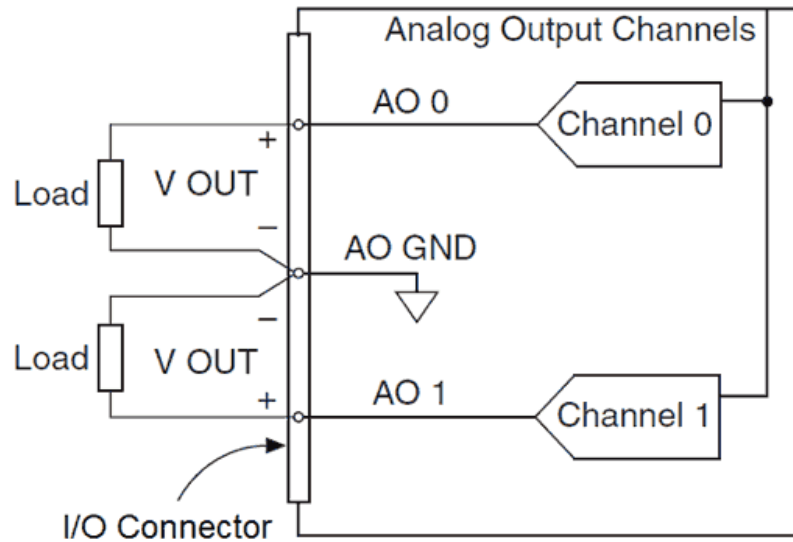 Analog Output Channels
AO 0
Channel 0
+
Load
V OUT
−
AO GND
−
Load
V OUT
+
AO 1
Channel 1
I/O Connector